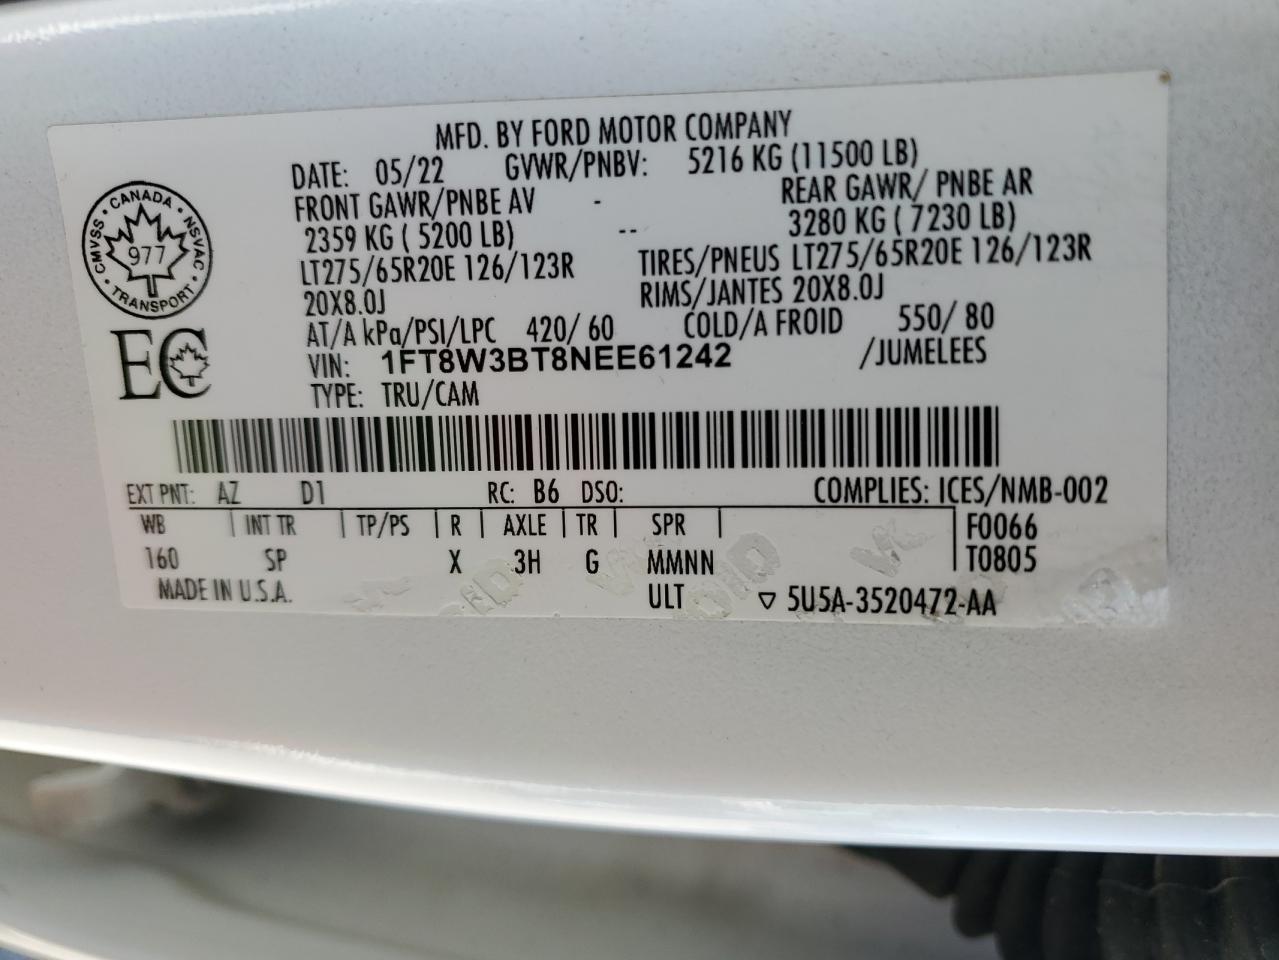 MFD. BY FORD MOTOR COMPANY
DATE: 05/22 GVWR/PNBV: 5216 KG (11500 LB)
FRONT GAWR/PNBE AV - REAR GAWR/ PNBE AR
2359 KG ( 5200 LB) -- 3280 KG ( 7230 LB)
LT275/65R20E 126/123R TIRES/PNEUS LT275/65R20E 126/123R
20X8.0J RIMS/JANTES 20X8.0J
AT/A kPa/PSI/LPC 420/ 60 COLD/A FROID 550/ 80
VIN: 1FT8W3BT8NEE61242 /JUMELEES
TYPE: TRU/CAM
CANADA
CMVSS · NSVAC
977
TRANSPORT
EC
EXT PNT: AZ D1 RC: B6 DSO: COMPLIES: ICES/NMB-002
WB INT TR TP/PS R AXLE TR SPR F0066
160 SP X 3H G MMNN T0805
MADE IN U.S.A. ULT ▽ 5U5A-3520472-AA